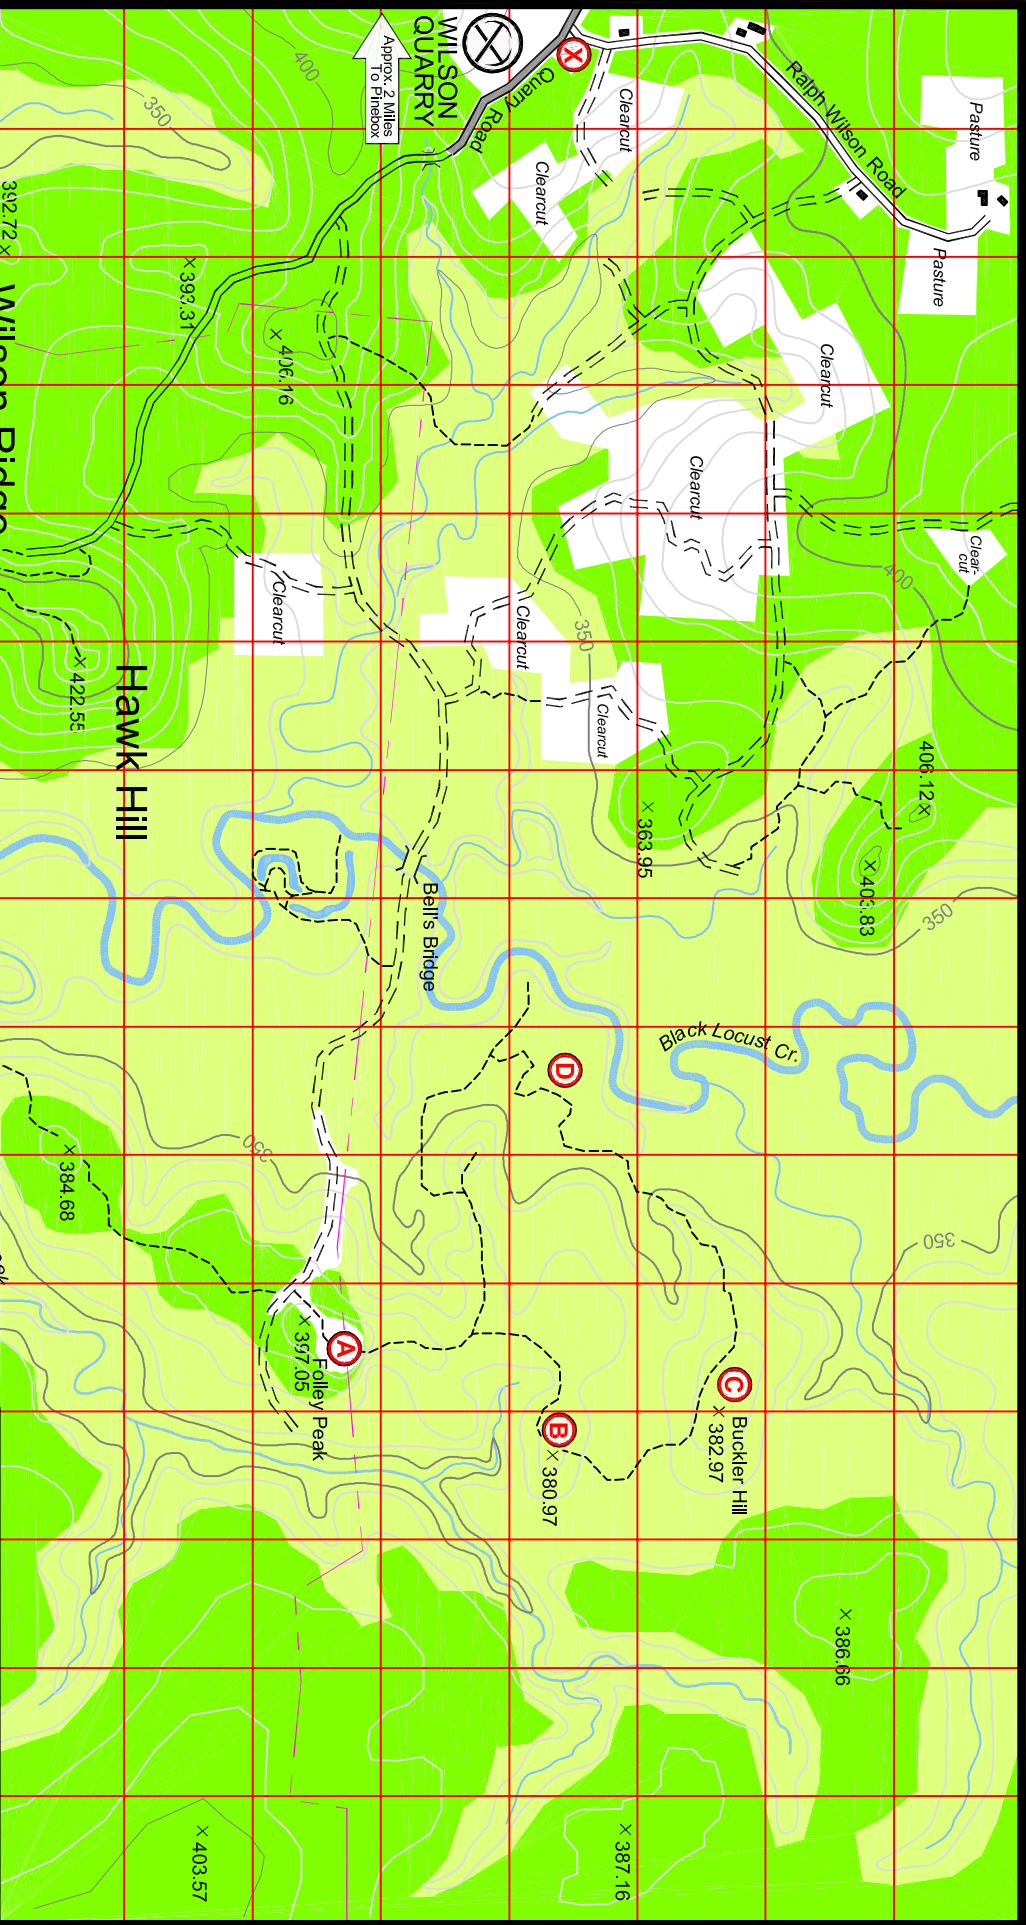 WILSON
QUARRY
Approx. 2 Miles
To Pinebox
X
Quarry Road
Ralph Wilson Road
Pasture
Pasture
Clearcut
Clearcut
Clearcut
Clearcut
Clear-
cut
Clearcut
Clearcut
Clearcut
400
350
392.72
393.31
406.16
Wilson Ridge
422.55
Hawk Hill
400
350
406.12
403.83
363.95
350
Bell's Bridge
Black Locust Cr.
D
350
384.68
350
A
397.05
Folley Peak
B
380.97
C
Buckler Hill
382.97
386.66
387.16
403.57